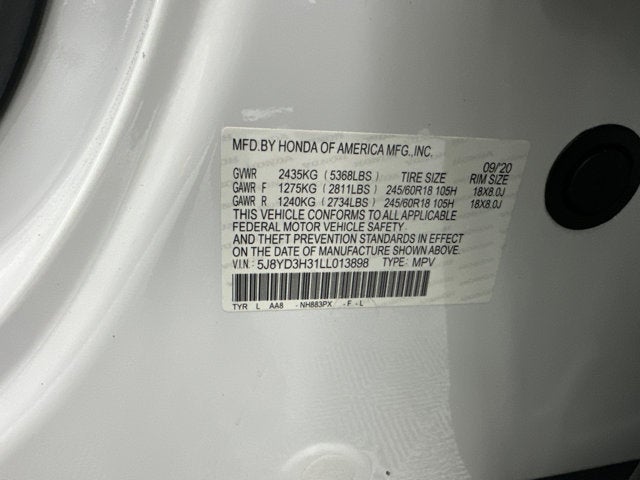 MFD.BY HONDA OF AMERICA MFG.,INC. 09/'20
GVWR 2435KG (5368LBS) TIRE SIZE RIM SIZE
GAWR F 1275KG (2811LBS) 245/60R18 105H 18X8.0J
GAWR R 1240KG (2734LBS) 245/60R18 105H 18X8.0J
THIS VEHICLE CONFORMS TO ALL APPLICABLE
FEDERAL MOTOR VEHICLE SAFETY
AND THEFT PREVENTION STANDARDS IN EFFECT
ON THE DATE OF MANUFACTURE SHOWN ABOVE.
V.I.N.: 5J8YD3H31LL013898 TYPE: MPV
TYR L AA8 - NH883PX - F - L